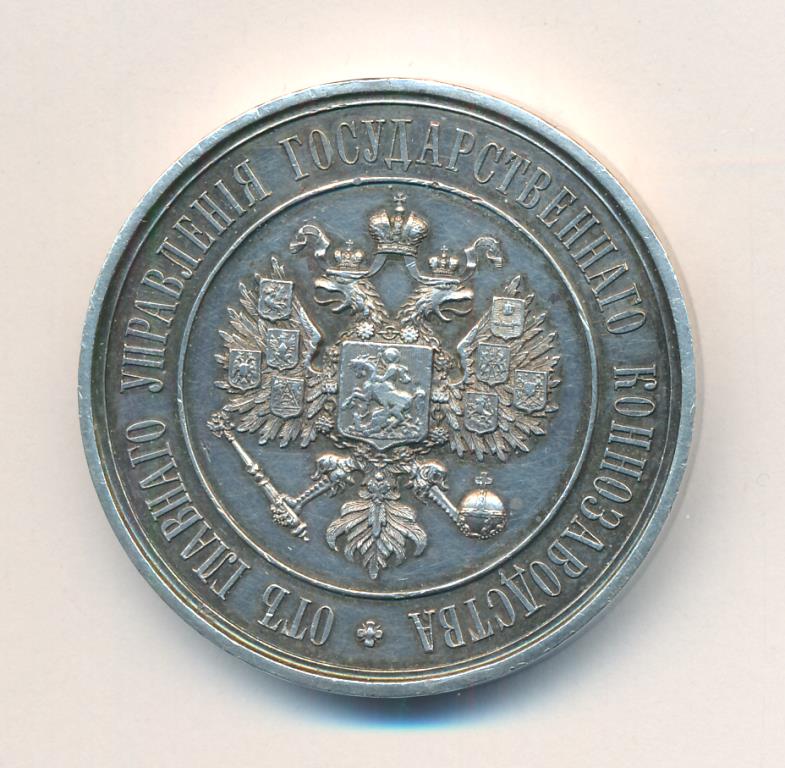 ОТЪ ГЛАВНАГО УПРАВЛЕНІЯ ГОСУДАРСТВЕННАГО КОННОЗАВОДСТВА